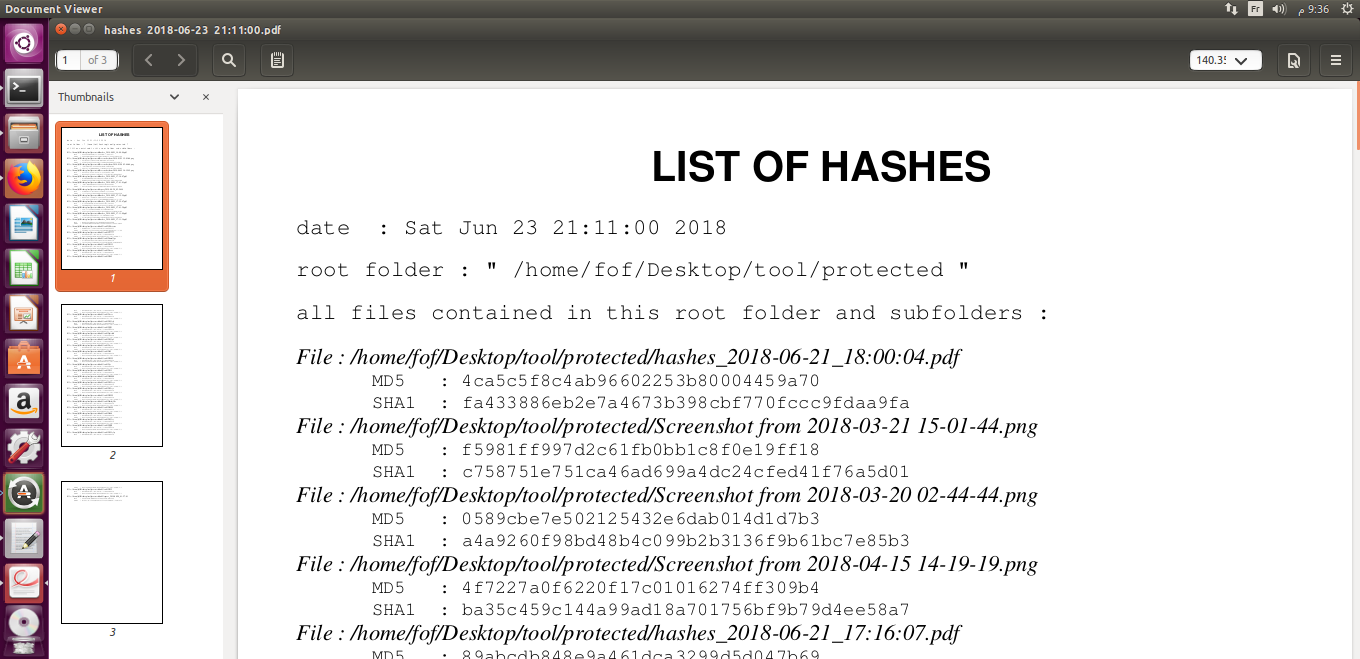 Document Viewer
Fr
م 9:36
hashes 2018-06-23 21:11:00.pdf
1 of 3
140.35
Thumbnails
LIST OF HASHES
1
2
3
LIST OF HASHES
date : Sat Jun 23 21:11:00 2018
root folder : " /home/fof/Desktop/tool/protected "
all files contained in this root folder and subfolders :
File : /home/fof/Desktop/tool/protected/hashes_2018-06-21_18:00:04.pdf
MD5 : 4ca5c5f8c4ab96602253b80004459a70
SHA1 : fa433886eb2e7a4673b398cbf770fccc9fdaa9fa
File : /home/fof/Desktop/tool/protected/Screenshot from 2018-03-21 15-01-44.png
MD5 : f5981ff997d2c61fb0bb1c8f0e19ff18
SHA1 : c758751e751ca46ad699a4dc24cfed41f76a5d01
File : /home/fof/Desktop/tool/protected/Screenshot from 2018-03-20 02-44-44.png
MD5 : 0589cbe7e502125432e6dab014d1d7b3
SHA1 : a4a9260f98bd48b4c099b2b3136f9b61bc7e85b3
File : /home/fof/Desktop/tool/protected/Screenshot from 2018-04-15 14-19-19.png
MD5 : 4f7227a0f6220f17c01016274ff309b4
SHA1 : ba35c459c144a99ad18a701756bf9b79d4ee58a7
File : /home/fof/Desktop/tool/protected/hashes_2018-06-21_17:16:07.pdf
MD5 : 89abcdb848e9a461dca3299d5d047b69